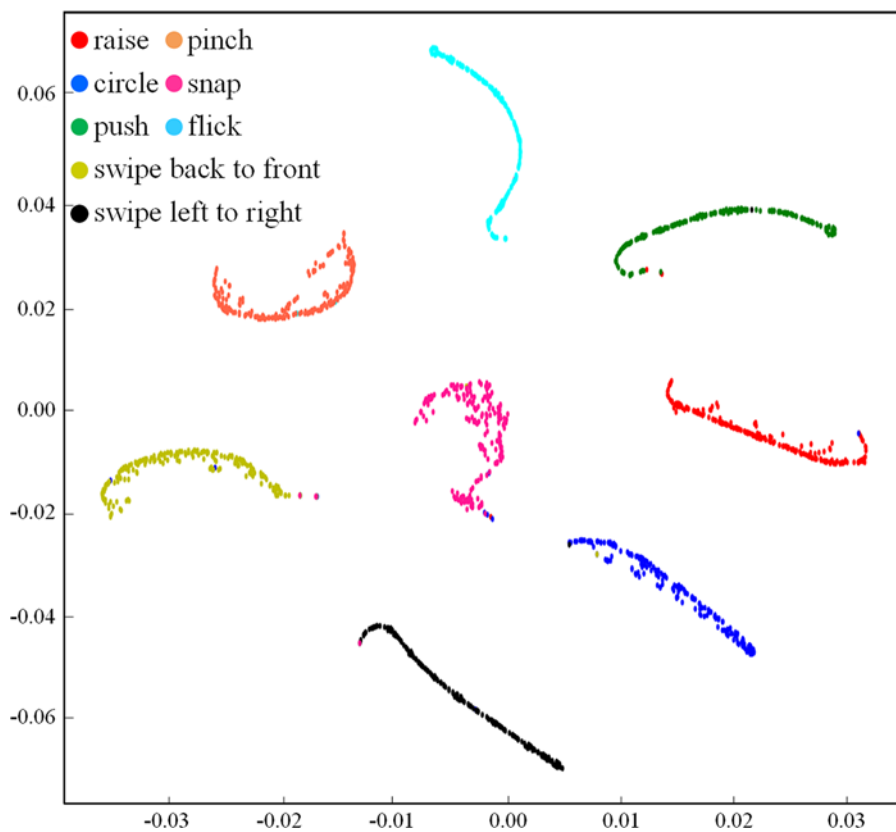 raise pinch
circle snap
push flick
swipe back to front
swipe left to right
0.06
0.04
0.02
0.00
-0.02
-0.04
-0.06
-0.03 -0.02 -0.01 0.00 0.01 0.02 0.03